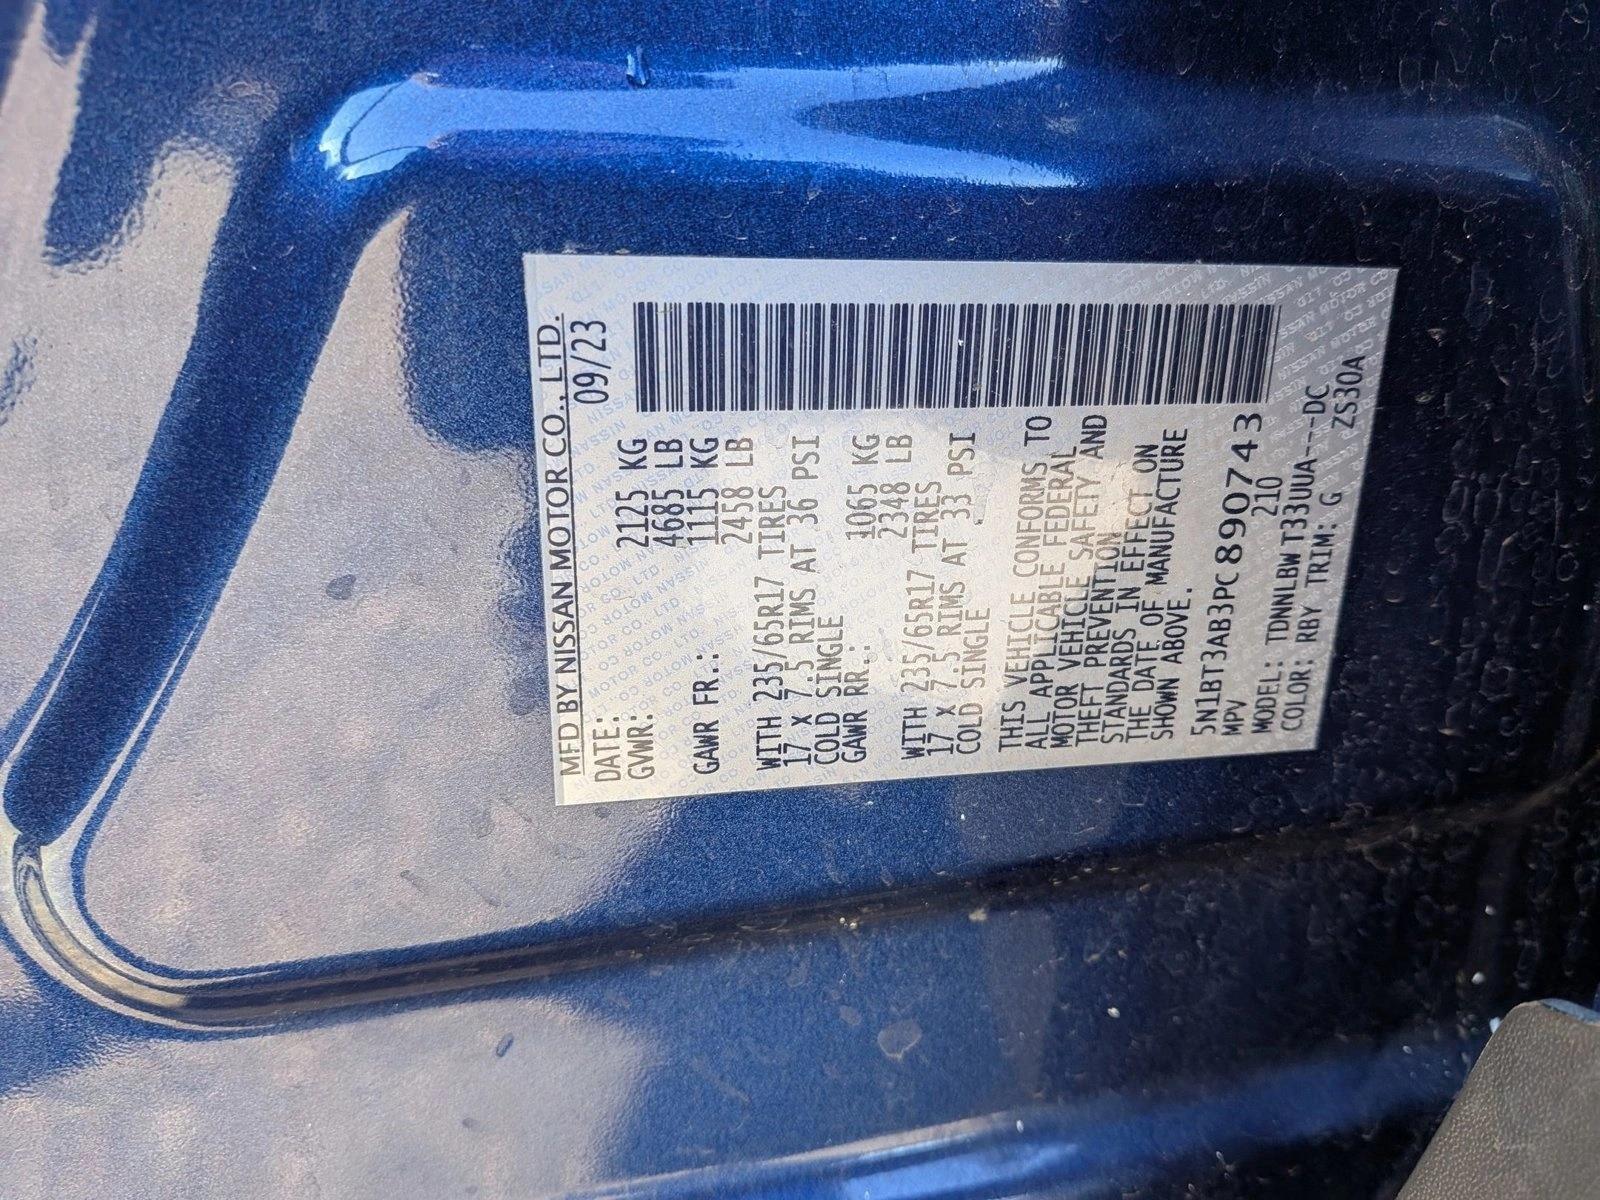 MFD BY NISSAN MOTOR CO., LTD.
DATE: 09/23
GVWR: 2125 KG
4685 LB
GAWR FR.: 1115 KG
2458 LB
WITH 235/65R17 TIRES
17 x 7.5 RIMS AT 36 PSI
COLD SINGLE
GAWR RR.: 1065 KG
2348 LB
WITH 235/65R17 TIRES
17 x 7.5 RIMS AT 33 PSI
COLD SINGLE
THIS VEHICLE CONFORMS TO
ALL APPLICABLE FEDERAL
MOTOR VEHICLE SAFETY AND
THEFT PREVENTION
STANDARDS IN EFFECT ON
THE DATE OF MANUFACTURE
SHOWN ABOVE.
5N1BT3AB3PC890743
MPV 210
MODEL: TDNNLBW T33UUA---DC
COLOR: RBY TRIM: G ZS30A